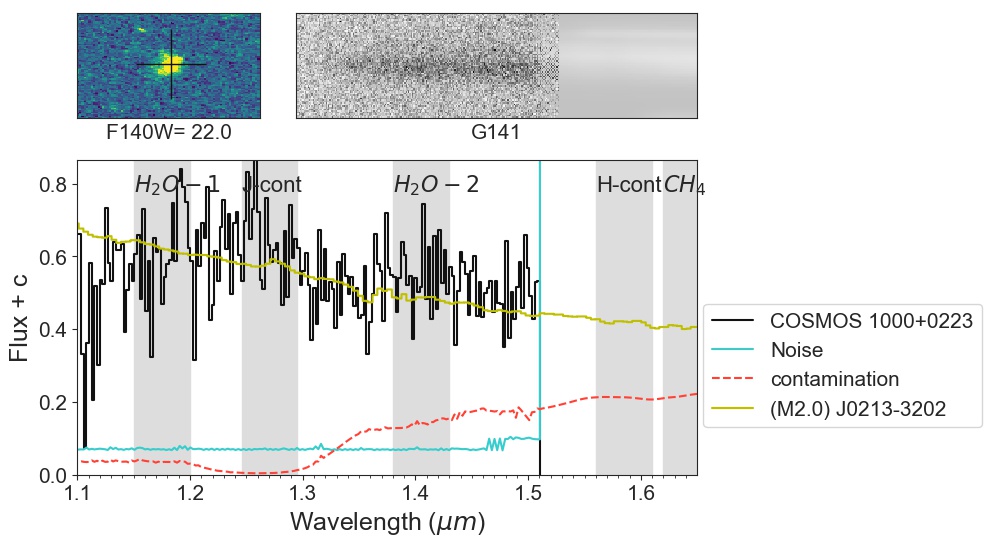 F140W= 22.0
G141
H₂O − 1
J-cont
H₂O − 2
H-cont
CH₄
0.8
0.6
0.4
0.2
0.0
Flux + c
1.1
1.2
1.3
1.4
1.5
1.6
Wavelength (μm)
COSMOS 1000+0223
Noise
contamination
(M2.0) J0213-3202